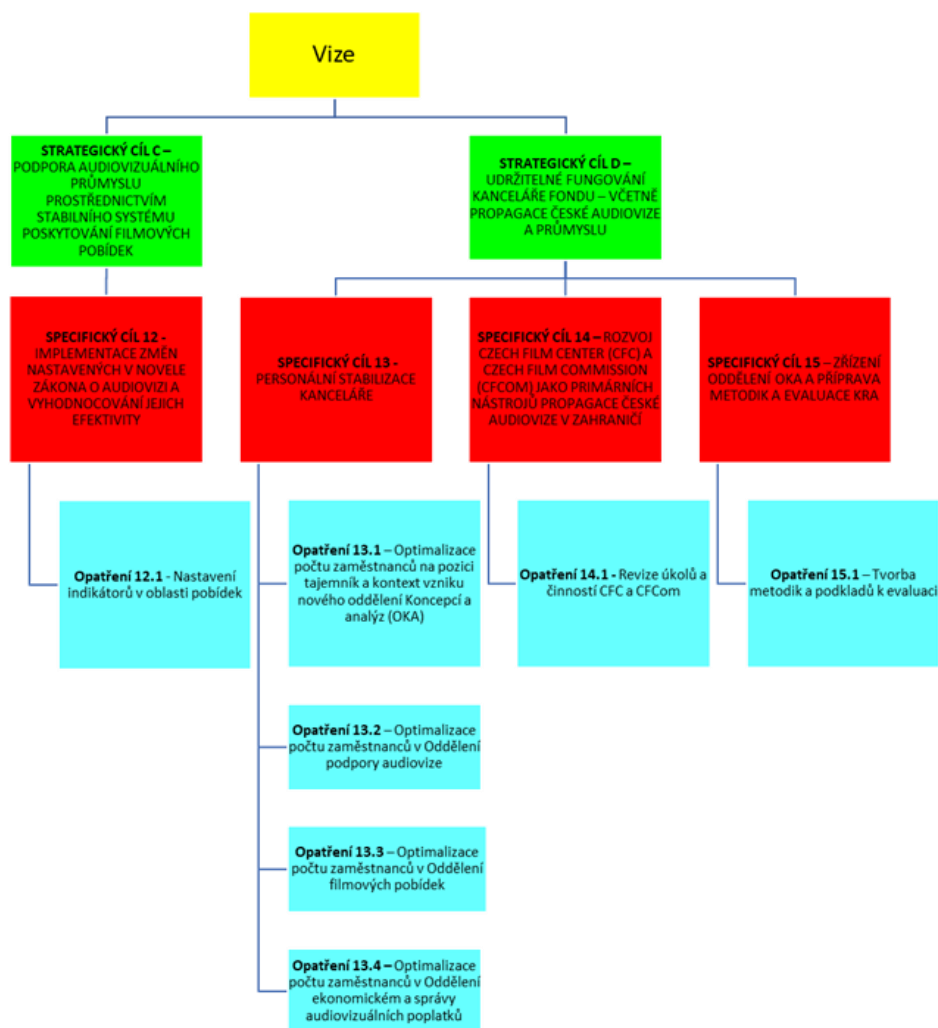 Vize
STRATEGICKÝ CÍL C –
PODPORA AUDIOVIZUÁLNÍHO
PRŮMYSLU
PROSTŘEDNICTVÍM
STABILNÍHO SYSTÉMU
POSKYTOVÁNÍ FILMOVÝCH
POBÍDEK
STRATEGICKÝ CÍL D –
UDRŽITELNÉ FUNGOVÁNÍ
KANCELÁŘE FONDU – VČETNĚ
PROPAGACE ČESKÉ AUDIOVIZE
A PRŮMYSLU
SPECIFICKÝ CÍL 12 -
IMPLEMENTACE ZMĚN
NASTAVENÝCH V NOVELE
ZÁKONA O AUDIOVIZI A
VYHODNOCOVÁNÍ JEJICH
EFEKTIVITY
SPECIFICKÝ CÍL 13 -
PERSONÁLNÍ STABILIZACE
KANCELÁŘE
SPECIFICKÝ CÍL 14 – ROZVOJ
CZECH FILM CENTER (CFC) A
CZECH FILM COMMISSION
(CFCOM) JAKO PRIMÁRNÍCH
NÁSTROJŮ PROPAGACE ČESKÉ
AUDIOVIZE V ZAHRANIČÍ
SPECIFICKÝ CÍL 15 – ZŘÍZENÍ
ODDĚLENÍ OKA A PŘÍPRAVA
METODIK A EVALUACE KRA
Opatření 12.1 - Nastavení
indikátorů v oblasti pobídek
Opatření 13.1 – Optimalizace
počtu zaměstnanců na pozici
tajemník a kontext vzniku
nového oddělení Koncepcí a
analýz (OKA)
Opatření 14.1 - Revize úkolů a
činností CFC a CFCom
Opatření 15.1 – Tvorba
metodik a podkladů k evaluaci
Opatření 13.2 – Optimalizace
počtu zaměstnanců v Oddělení
podpory audiovize
Opatření 13.3 – Optimalizace
počtu zaměstnanců v Oddělení
filmových pobídek
Opatření 13.4 – Optimalizace
počtu zaměstnanců v Oddělení
ekonomickém a správy
audiovizuálních poplatků